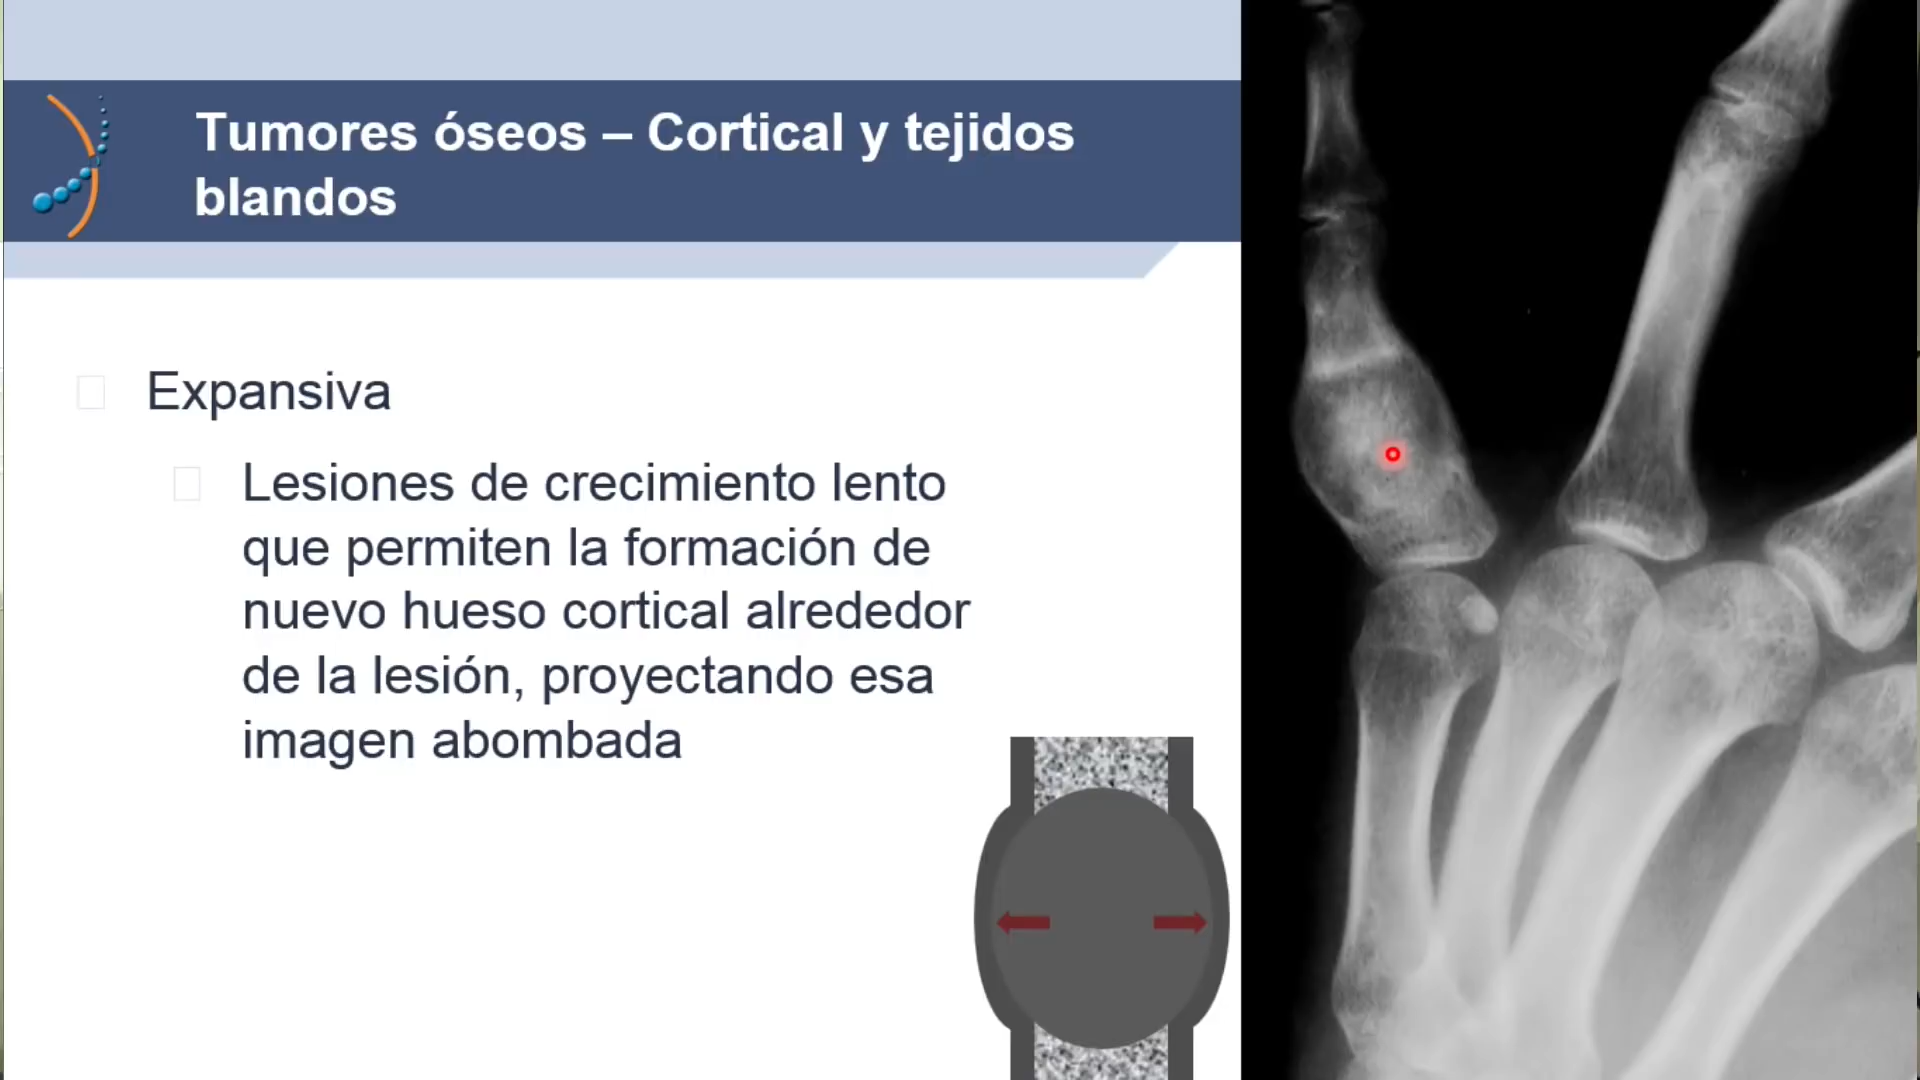 Tumores óseos – Cortical y tejidos
blandos
Expansiva
Lesiones de crecimiento lento
que permiten la formación de
nuevo hueso cortical alrededor
de la lesión, proyectando esa
imagen abombada